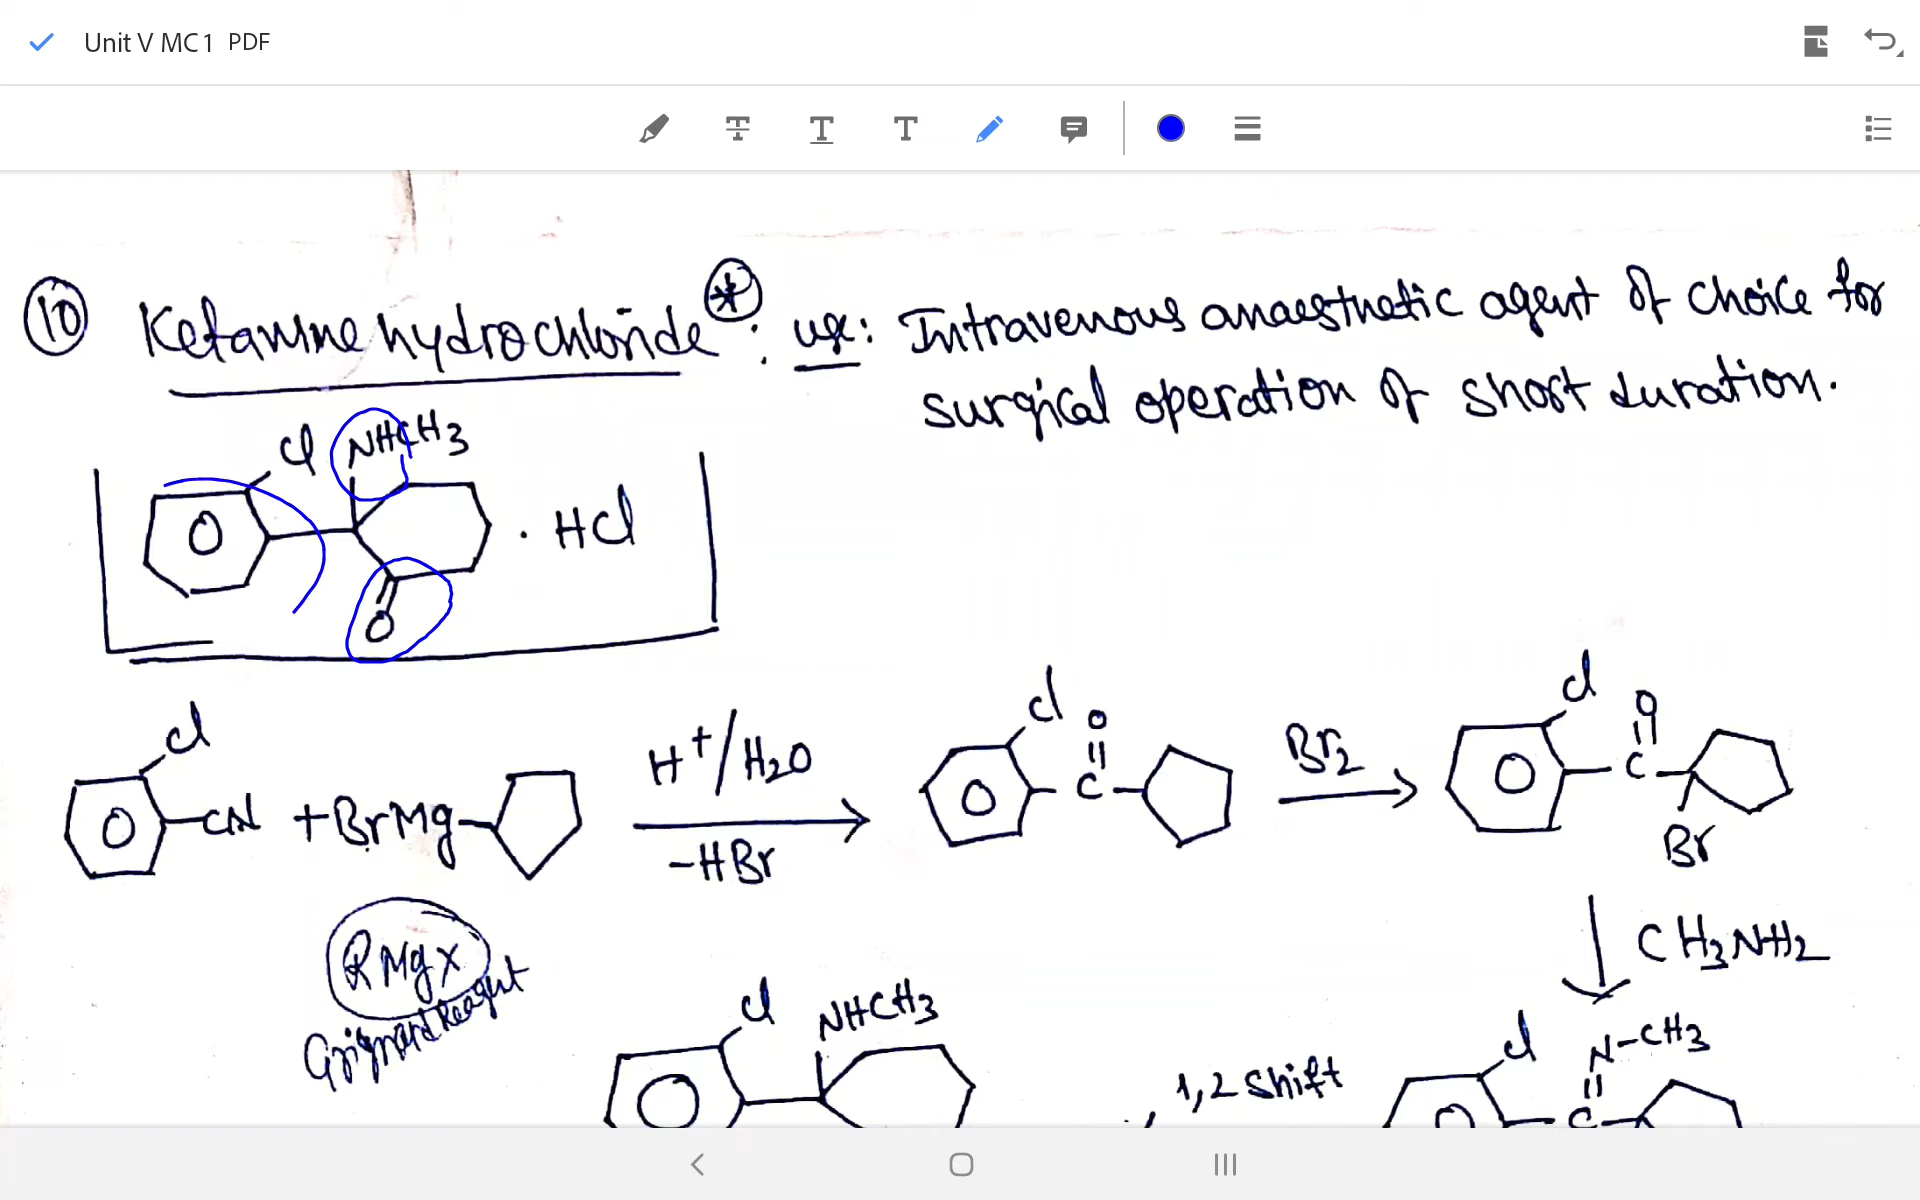 Unit V MC1 PDF
10 Ketamine hydrochloride * : use: Intravenous anaesthetic agent of choice for
surgical operation of short duration.
Cl NHCH3
. HCl
O
Cl
CN + BrMg
H+/H2O
-HBr
Cl O
C
Br2
Cl O
C
Br
CH3NH2
RMgX
Grignard Reagent
Cl NHCH3
1,2 Shift
Cl N-CH3
C